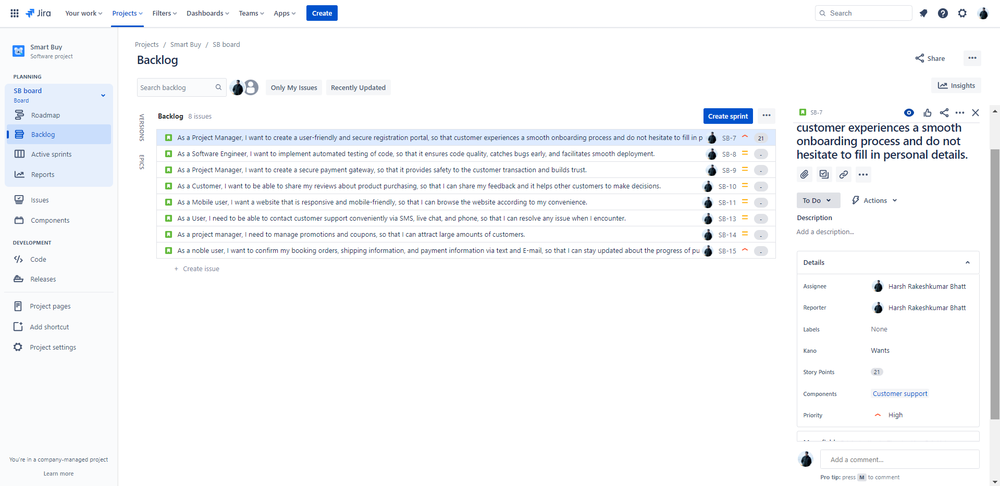 Jira
Your work
Projects
Filters
Dashboards
Teams
Apps
Create
Search
Smart Buy
Software project
PLANNING
SB board
Board
Roadmap
Backlog
Active sprints
Reports
Issues
Components
DEVELOPMENT
Code
Releases
Project pages
Add shortcut
Project settings
You're in a company-managed project
Learn more
Projects / Smart Buy / SB board
Backlog
Share
Search backlog
Only My Issues
Recently Updated
Insights
VERSIONS
EPICS
Backlog 8 issues
Create sprint
As a Project Manager, I want to create a user-friendly and secure registration portal, so that customer experiences a smooth onboarding process and do not hesitate to fill in p SB-7 21
As a Software Engineer, I want to implement automated testing of code, so that it ensures code quality, catches bugs early, and facilitates smooth deployment. SB-8 -
As a Project Manager, I want to create a secure payment gateway, so that it provides safety to the customer transaction and builds trust. SB-9 -
As a Customer, I want to be able to share my reviews about product purchasing, so that I can share my feedback and it helps other customers to make decisions. SB-10 -
As a Mobile user, I want a website that is responsive and mobile-friendly, so that I can browse the website according to my convenience. SB-11 -
As a User, I need to be able to contact customer support conveniently via SMS, live chat, and phone, so that I can resolve any issue when I encounter. SB-13 -
As a project manager, I need to manage promotions and coupons, so that I can attract large amounts of customers. SB-14 -
As a noble user, I want to confirm my booking orders, shipping information, and payment information via text and E-mail, so that I can stay updated about the progress of pu SB-15 -
+ Create issue
SB-7
customer experiences a smooth
onboarding process and do not
hesitate to fill in personal details.
To Do
Actions
Description
Add a description...
Details
Assignee Harsh Rakeshkumar Bhatt
Reporter Harsh Rakeshkumar Bhatt
Labels None
Kano Wants
Story Points 21
Components Customer support
Priority High
Add a comment...
Pro tip: press M to comment